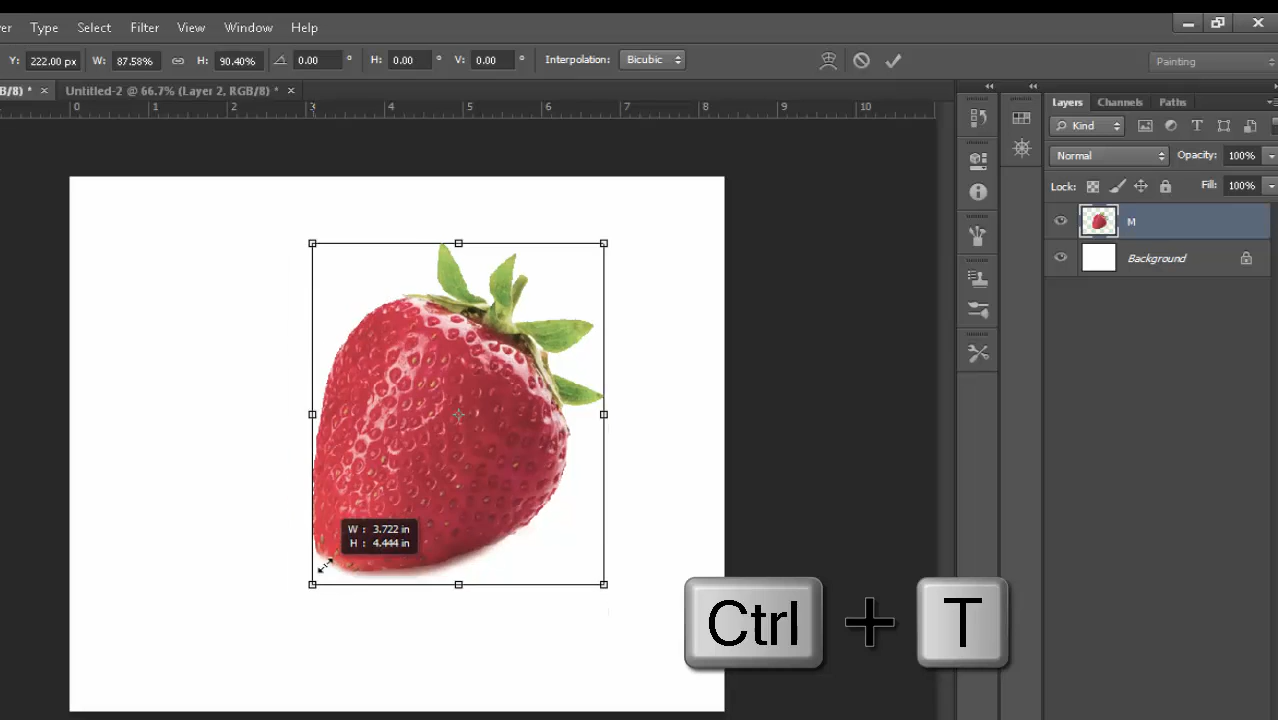 er Type Select Filter View Window Help
Y: 222.00 px W: 87.58% H: 90.40% 0.00 ° H: 0.00 ° V: 0.00 ° Interpolation: Bicubic Painting
B/8) * × Untitled-2 @ 66.7% (Layer 2, RGB/8) * ×
0 1 2 3 4 5 6 7 8 9 10
Layers Channels Paths
Kind T
Normal Opacity: 100%
Lock: Fill: 100%
M
Background
W : 3.722 in
H : 4.444 in
Ctrl + T